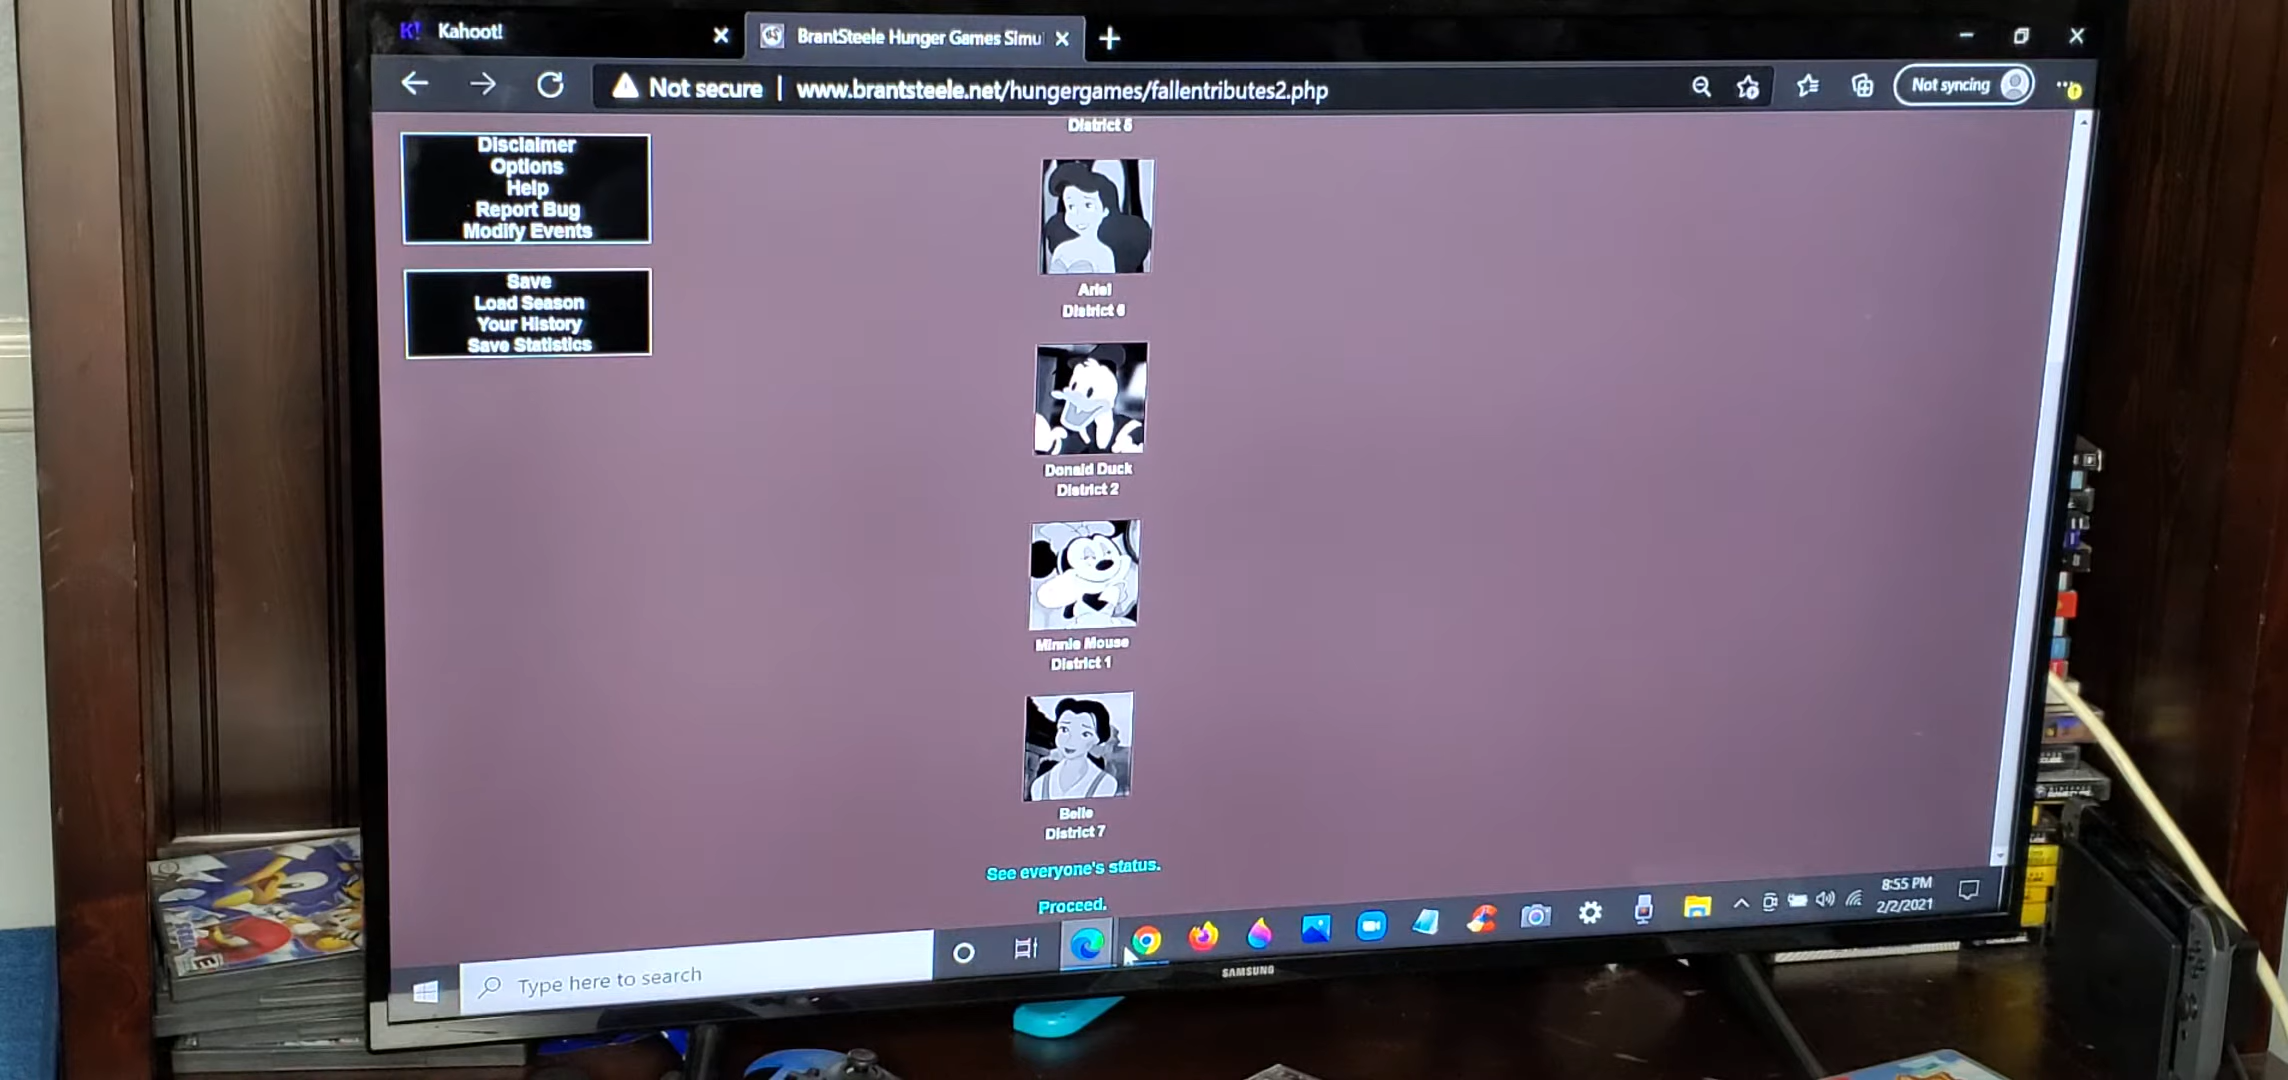 K! Kahoot!
BrantSteele Hunger Games Simu
Not secure | www.brantsteele.net/hungergames/fallentributes2.php
Not syncing
Disclaimer
Options
Help
Report Bug
Modify Events
Save
Load Season
Your History
Save Statistics
District 5
Ariel
District 6
Donald Duck
District 2
Minnie Mouse
District 1
Belle
District 7
See everyone's status.
Proceed.
Type here to search
8:55 PM
2/2/2021
SAMSUNG